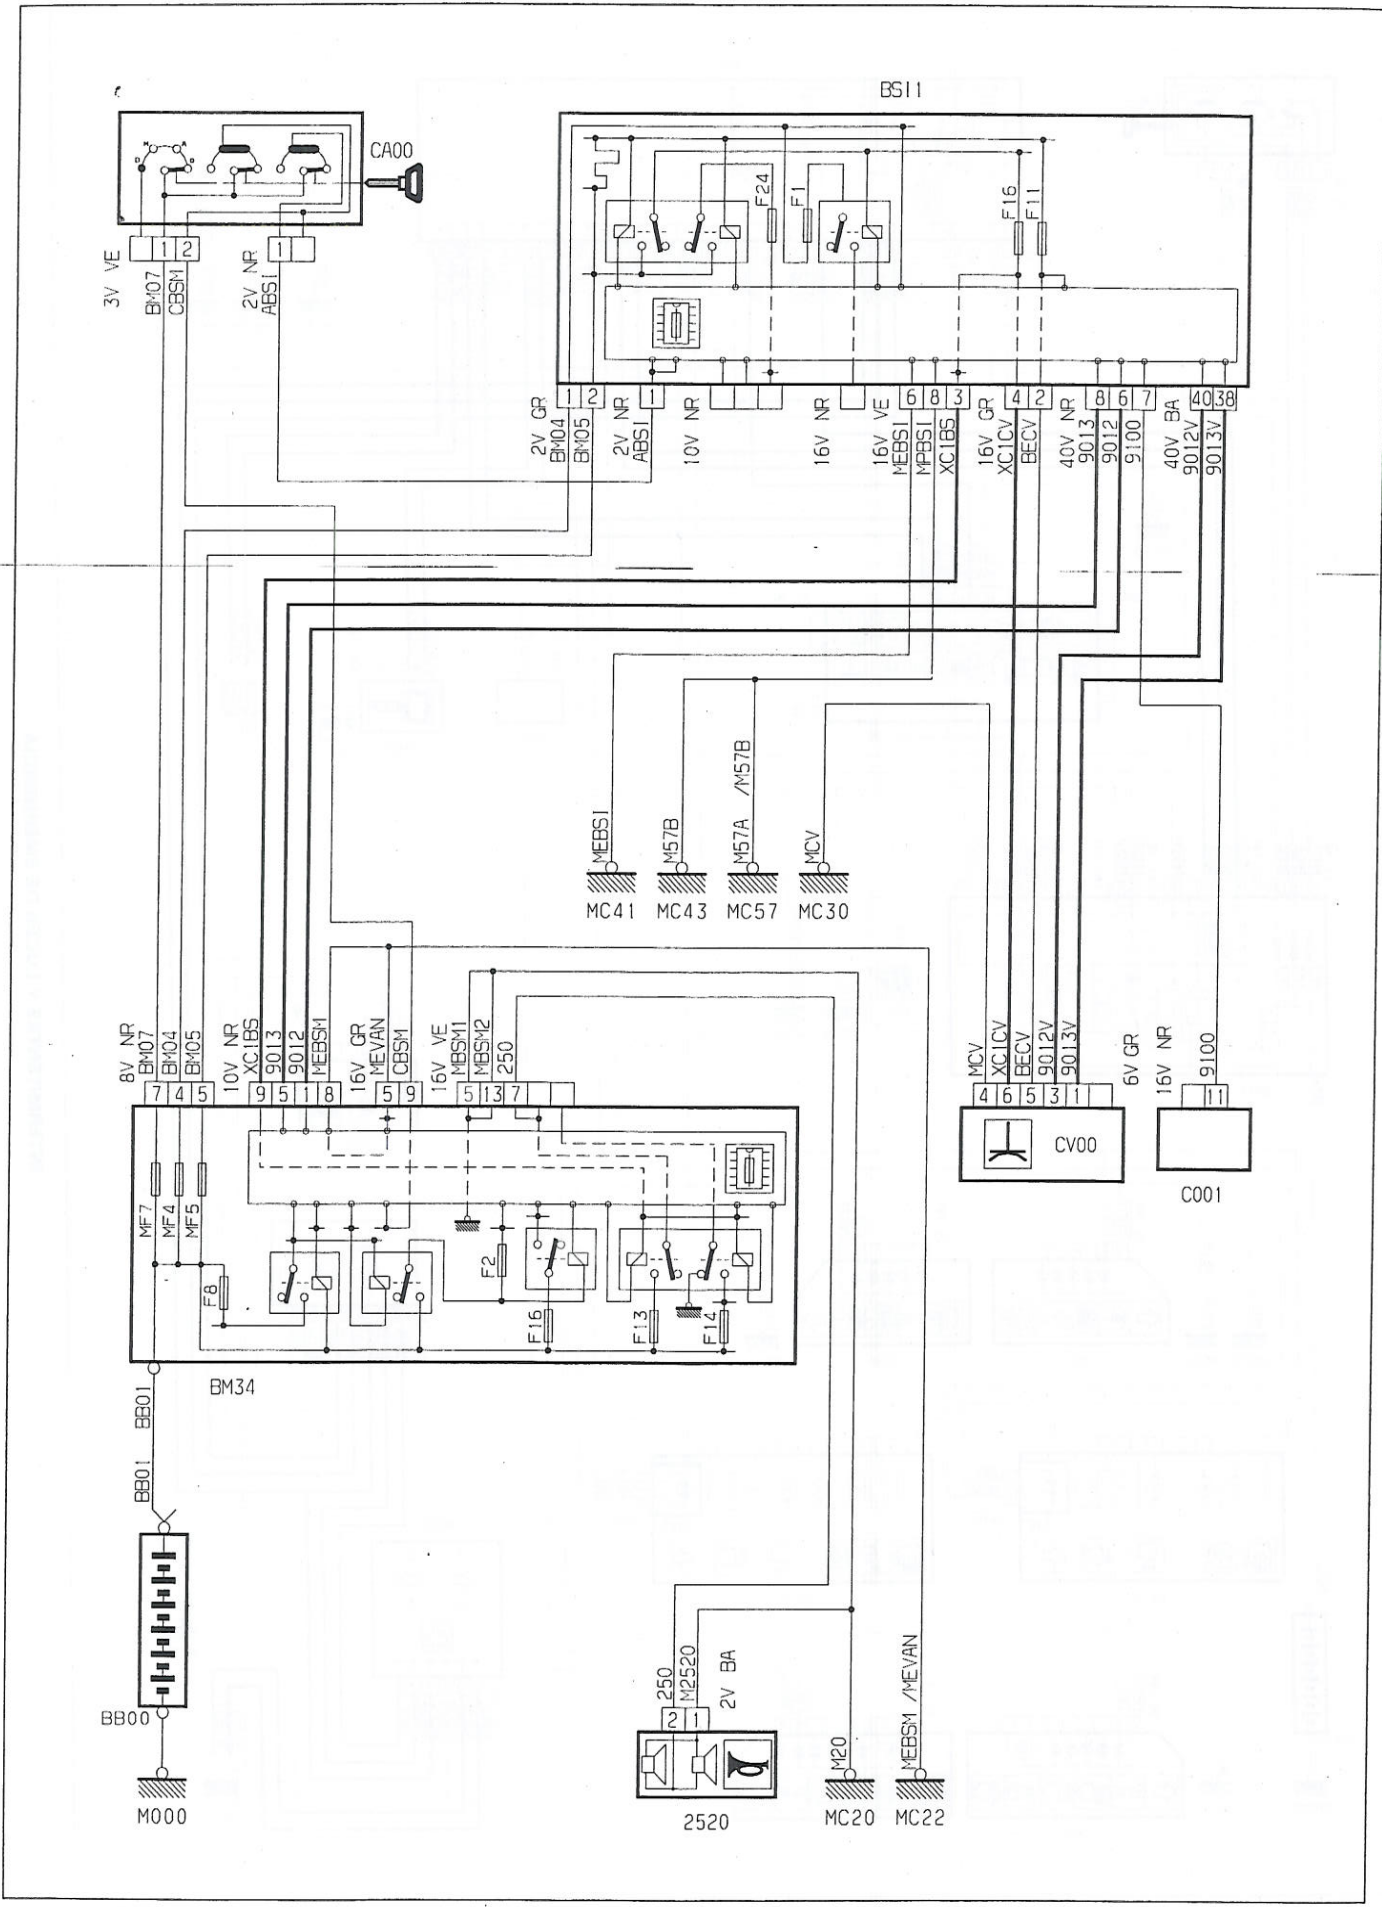 BSI1
CA00
H
A
D
1 2
3V VE
BM07
CBSM
1
2V NR
ABSI
F24
F1
F16
F11
1 2
1
6 8 3
4 2
8 6 7
40 38
2V GR
BM04
BM05
2V NR
ABSI
10V NR
16V NR
16V VE
MEBSI
MPBSI
XC1BS
16V GR
XC1CV
BECV
40V NR
9013
9012
9100
40V BA
9012V
9013V
MEBSI
M57B
M57A /M57B
MCV
MC41
MC43
MC57
MC30
8V NR
BM07
BM04
BM05
10V NR
XC1BS
9013
9012
MEBSM
16V GR
MEVAN
CBSM
16V VE
MBSM1
MBSM2
250
7 4 5
9 5 1 8
5 9
5 13 7
MCV
XC1CV
BECV
9012V
9013V
6V GR
16V NR
9100
4 6 5 3 1
11
CV00
C001
MF7
MF4
MF5
F8
F2
F16
F13
F14
BM34
BB01
BB01
BB00
M000
250
M2520
2V BA
2 1
2520
M20
MEBSM /MEVAN
MC20
MC22